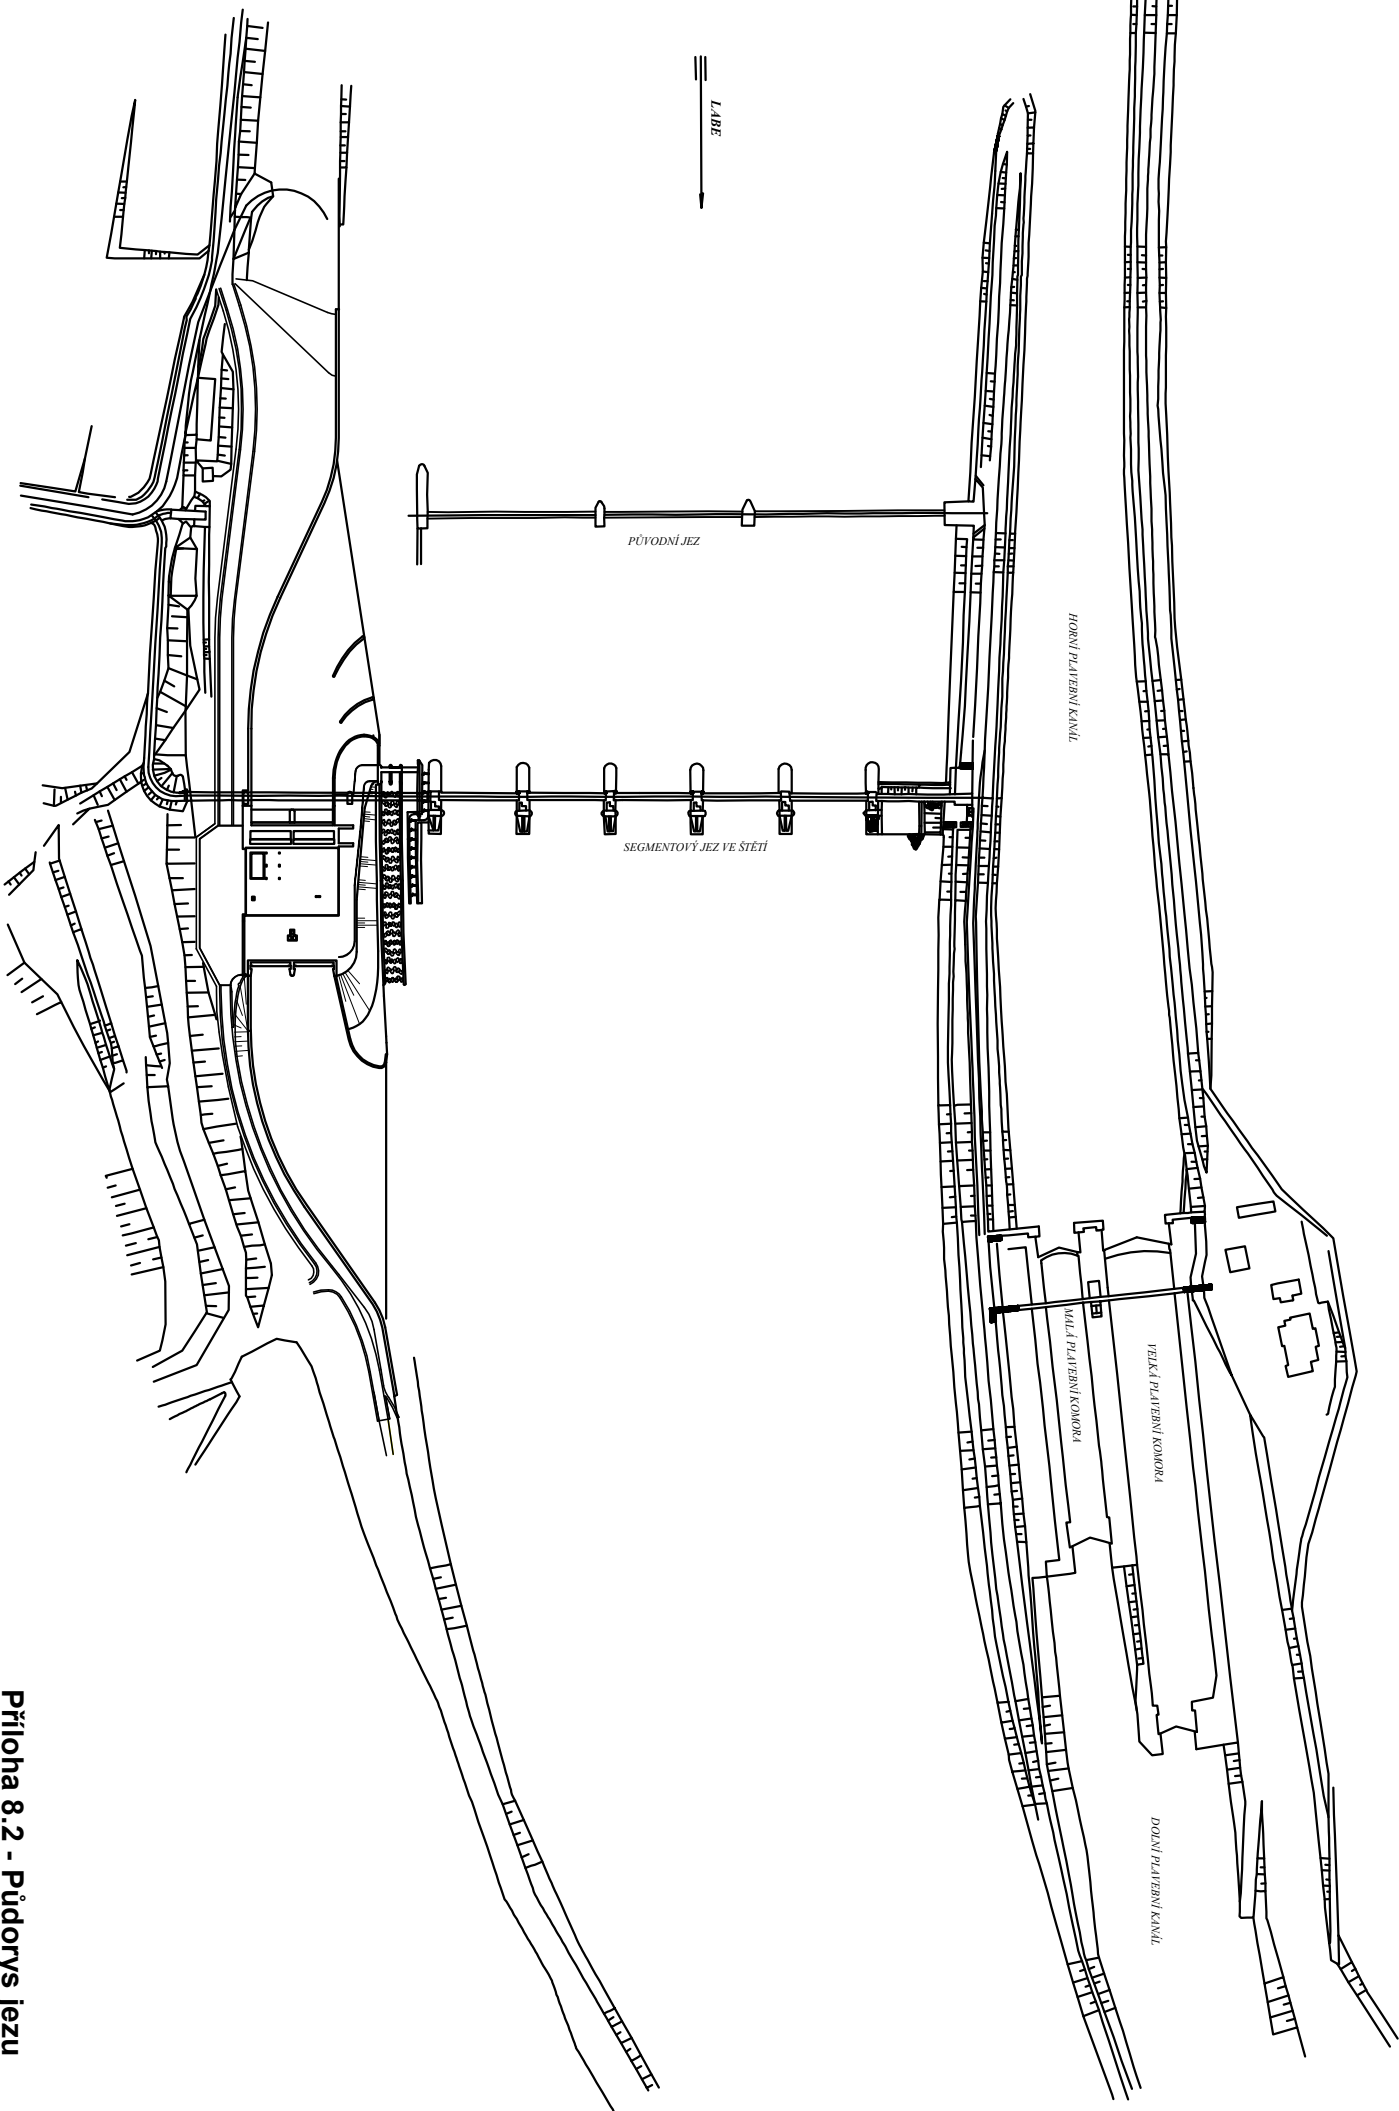 LABE
PŮVODNÍ JEZ
HORNÍ PLAVEBNÍ KANÁL
SEGMENTOVÝ JEZ VE ŠTĚTÍ
MALÁ PLAVEBNÍ KOMORA
VELKÁ PLAVEBNÍ KOMORA
DOLNÍ PLAVEBNÍ KANÁL
Příloha 8.2 - Půdorys jezu